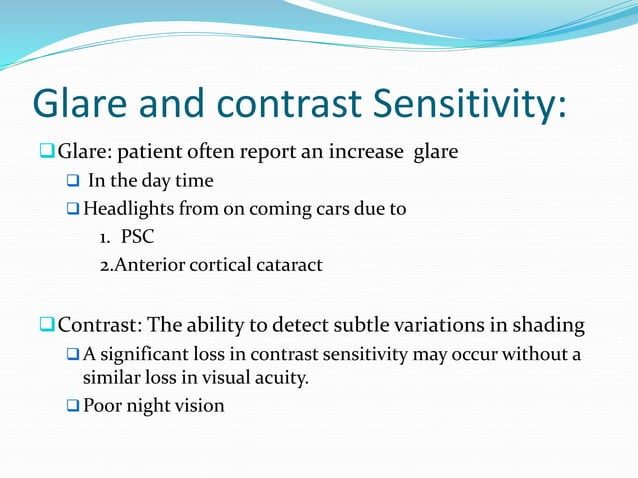 Glare and contrast Sensitivity:
Glare: patient often report an increase glare
In the day time
Headlights from on coming cars due to
1. PSC
2.Anterior cortical cataract
Contrast: The ability to detect subtle variations in shading
A significant loss in contrast sensitivity may occur without a
similar loss in visual acuity.
Poor night vision